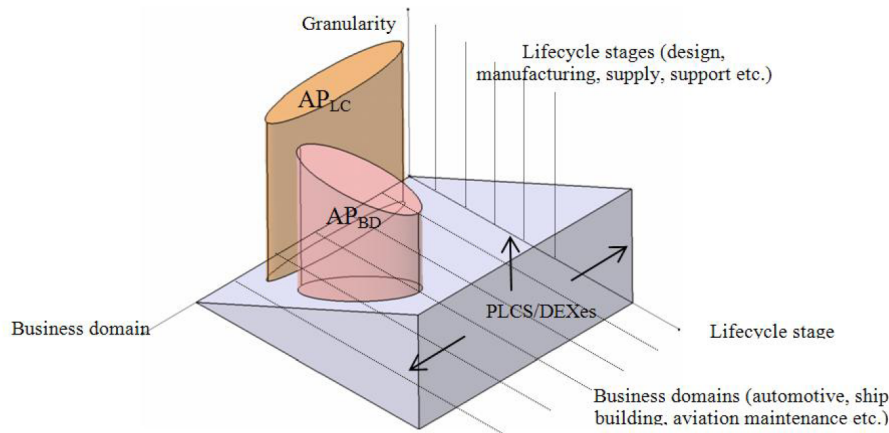 Granularity
Lifecycle stages (design,
manufacturing, supply, support etc.)
AP_LC
AP_BD
PLCS/DEXes
Business domain
Lifecycle stage
Business domains (automotive, ship
building, aviation maintenance etc.)